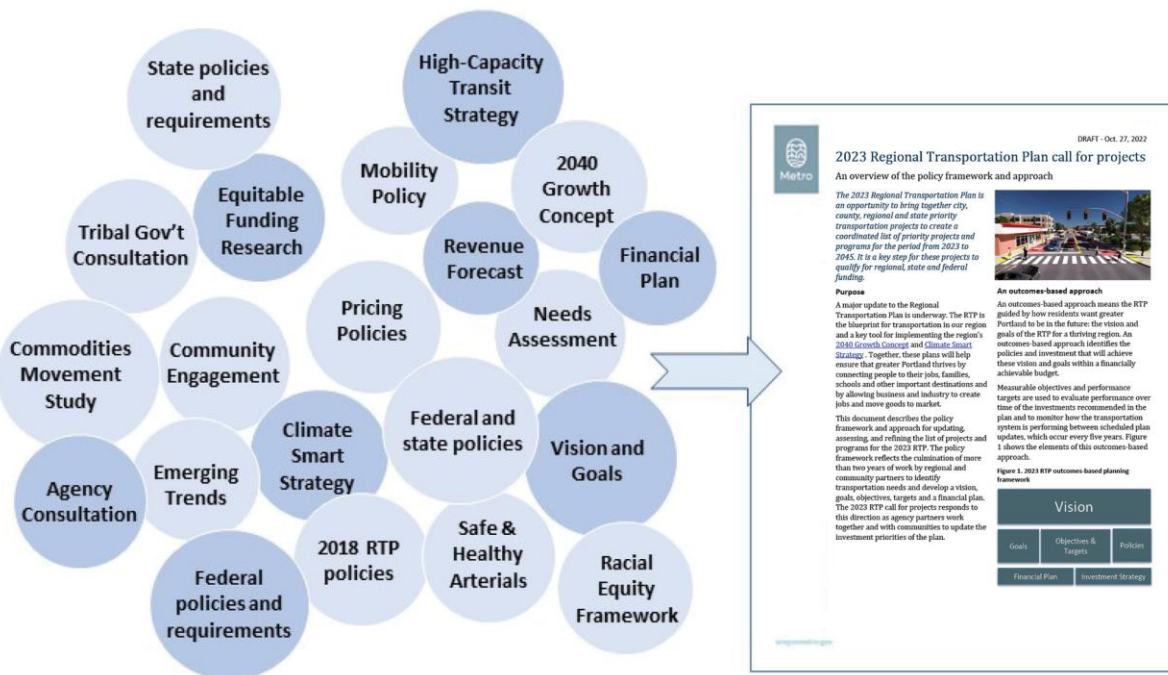 State policies
and
requirements
High-Capacity
Transit
Strategy
Equitable
Funding
Research
Mobility
Policy
2040
Growth
Concept
Tribal Gov't
Consultation
Revenue
Forecast
Financial
Plan
Pricing
Policies
Needs
Assessment
Commodities
Movement
Study
Community
Engagement
Federal and
state policies
Climate
Smart
Strategy
Vision and
Goals
Agency
Consultation
Emerging
Trends
2018 RTP
policies
Safe &
Healthy
Arterials
Racial
Equity
Framework
Federal
policies and
requirements
Metro
DRAFT - Oct. 27, 2022
2023 Regional Transportation Plan call for projects
An overview of the policy framework and approach
The 2023 Regional Transportation Plan is
an opportunity to bring together city,
county, regional and state priority
transportation projects to create a
coordinated list of priority projects and
programs for the period from 2023 to
2045. It is a key step for these projects to
qualify for regional, state and federal
funding.
Purpose
A major update to the Regional
Transportation Plan is underway. The RTP is
the blueprint for transportation in our region
and a key tool for implementing the region's
2040 Growth Concept and Climate Smart
Strategy . Together, these plans will help
ensure that greater Portland thrives by
connecting people to their jobs, families,
schools and other important destinations and
by allowing business and industry to create
jobs and move goods to market.
This document describes the policy
framework and approach for updating,
assessing, and refining the list of projects and
programs for the 2023 RTP. The policy
framework reflects the culmination of more
than two years of work by regional and
community partners to identify
transportation needs and develop a vision,
goals, objectives, targets and a financial plan.
The 2023 RTP call for projects responds to
this direction as agency partners work
together and with communities to update the
investment priorities of the plan.
An outcomes-based approach
An outcomes-based approach means the RTP
guided by how residents want greater
Portland to be in the future: the vision and
goals of the RTP for a thriving region. An
outcomes-based approach identifies the
policies and investment that will achieve
these vision and goals within a financially
achievable budget.
Measurable objectives and performance
targets are used to evaluate performance over
time of the investments recommended in the
plan and to monitor how the transportation
system is performing between scheduled plan
updates, which occur every five years. Figure
1 shows the elements of this outcomes-based
approach.
Figure 1. 2023 RTP outcomes-based planning
framework
Vision
Goals
Objectives &
Targets
Policies
Financial Plan
Investment Strategy
oregonmetro.gov